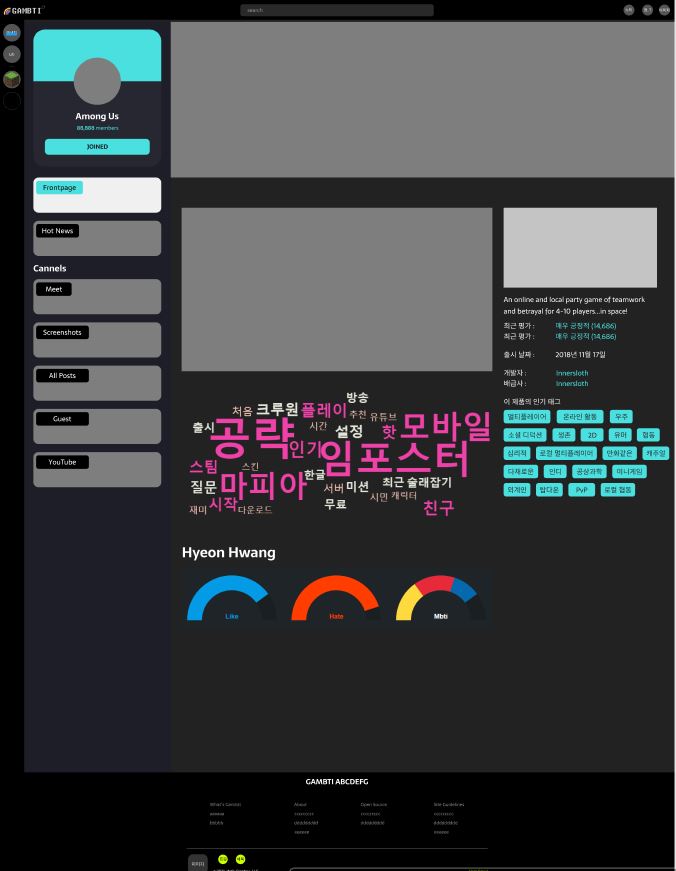 GAMBTI
search
Among Us
88,888 members
JOINED
Frontpage
Hot News
Cannels
Meet
Screenshots
All Posts
Guest
YouTube
An online and local party game of teamwork
and betrayal for 4-10 players...in space!
최근 평가 : 매우 긍정적 (14,686)
최근 평가 : 매우 긍정적 (14,686)
출시 날짜 : 2018년 11월 17일
개발자 : Innersloth
배급사 : Innersloth
이 제품의 인기 태그
멀티플레이어 온라인 협동 우주
소셜 디덕션 생존 2D 유머 협동
심리적 로컬 멀티플레이어 만화같은 캐주얼
다채로운 인디 공상과학 미니게임
외계인 탑다운 PvP 로컬 협동
방송
처음 크루원 플레이 추천 유튜브
출시 공략 시간 설정 핫 모바일
인기 임포스터
스팀 스킨 한글
질문 마피아 서버 미션 최근 술래잡기
재미 시작 다운로드 무료 시민 캐릭터 친구
Hyeon Hwang
Like
Hate
Mbti
GAMBTI ABCDEFG
What's Gambti
About
Open Source
Site Guidelines